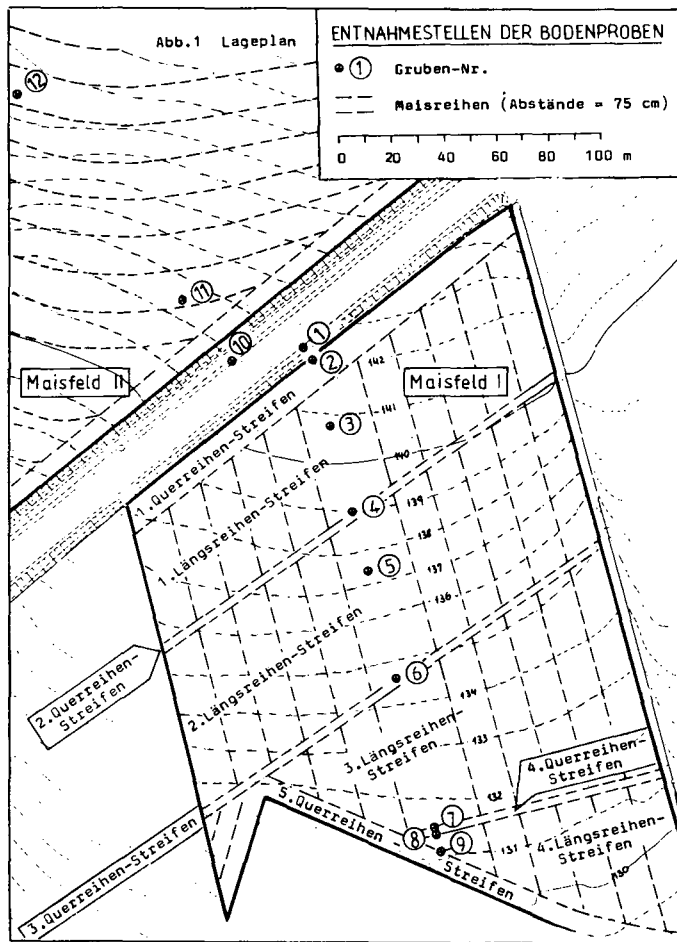 Abb.1 Lageplan
ENTNAHMESTELLEN DER BODENPROBEN
① Gruben-Nr.
Maisreihen (Abstände = 75 cm)
0 20 40 60 80 100 m
12
11
10
1
2
Maisfeld II
Maisfeld I
142
3
141
140
1.Querreihen-Streifen
1.Längsreihen-Streifen
4
139
138
5
137
136
2.Querreihen-
Streifen
2.Längsreihen-Streifen
6
134
3.Längsreihen-
Streifen
133
4.Querreihen-
Streifen
132
3.Querreihen-Streifen
5.Querreihen
Streifen
7
8
9
131
4.Längsreihen-
Streifen
130